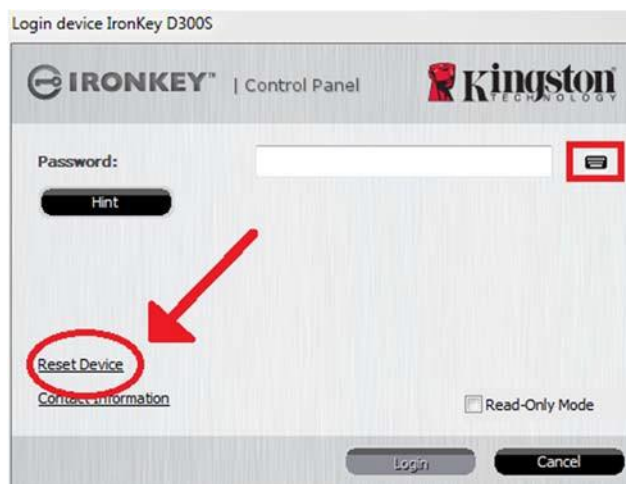 Login device IronKey D300S
IRONKEY™ | Control Panel
Kingston
TECHNOLOGY
Password:
Hint
Reset Device
Contact Information
Read-Only Mode
Login
Cancel